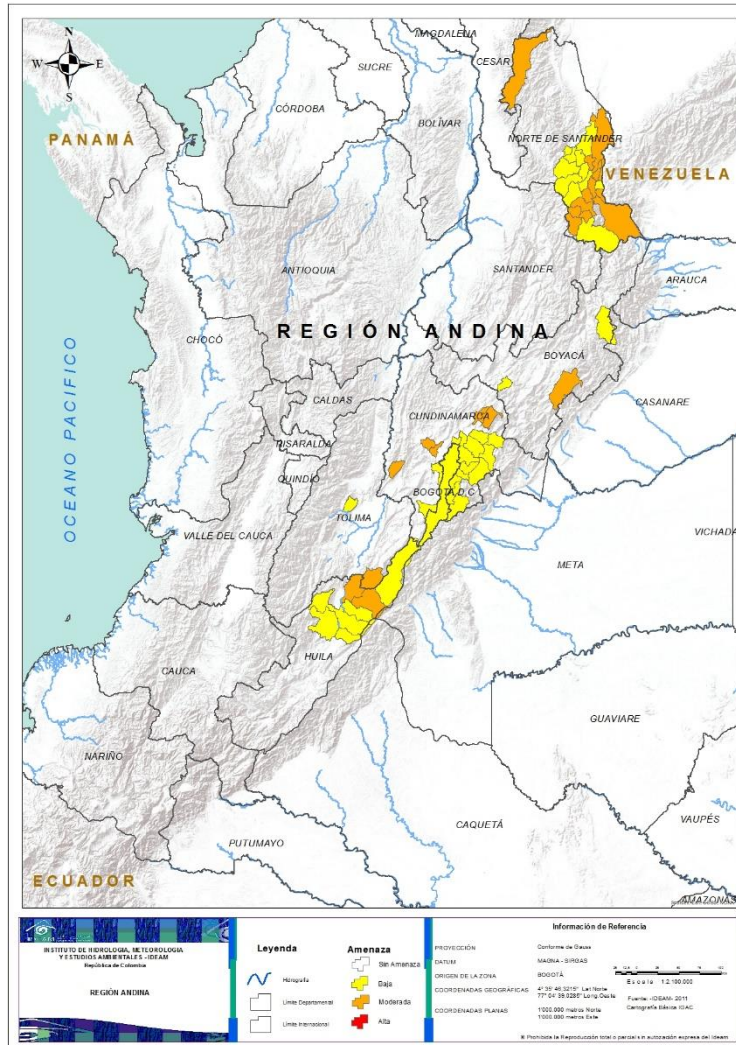 N
W E
S
MAGDALENA
CESAR
SUCRE
CÓRDOBA
BOLÍVAR
PANAMÁ
NORTE DE SANTANDER
VENEZUELA
ANTIOQUIA
SANTANDER
ARAUCA
REGIÓN ANDINA
CHOCÓ
BOYACÁ
CALDAS
CUNDINAMARCA
CASANARE
RISARALDA
OCEANO PACIFICO
QUINDÍO
BOGOTÁ D.C
TOLIMA
VALLE DEL CAUCA
META
VICHADA
HUILA
CAUCA
GUAVIARE
NARIÑO
CAQUETÁ
VAUPÉS
PUTUMAYO
ECUADOR
AMAZONAS
INSTITUTO DE HIDROLOGIA, METEOROLOGIA
Y ESTUDIOS AMBIENTALES - IDEAM
República de Colombia
REGIÓN ANDINA
Leyenda
Hidrografía
Límite Departamental
Límite Internacional
Amenaza
Sin Amenaza
Baja
Moderada
Alta
Información de Referencia
PROYECCIÓN Conforme de Gauss
DATUM MAGNA - SIRGAS
ORIGEN DE LA ZONA BOGOTÁ
COORDENADAS GEOGRÁFICAS 4° 35' 46,3215" Lat.Norte
77° 04' 39,0285" Long.Oeste
COORDENADAS PLANAS 1'000.000 metros Norte
1'000.000 metros Este
Escala 1:2.100.000
Fuente: -IDEAM- 2011
Cartografía Básica IGAC
Prohibida la Reproducción total o parcial sin autozación expresa del Ideam